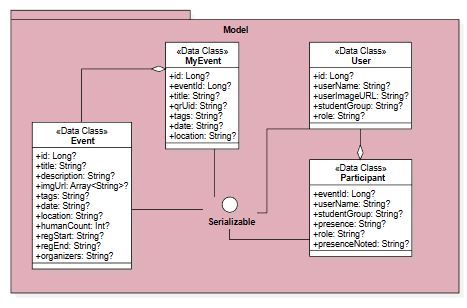 Model
«Data Class»
MyEvent
+id: Long?
+eventId: Long?
+title: String?
+qrUid: String?
+tags: String?
+date: String?
+location: String?
«Data Class»
User
+id: Long?
+userName: String?
+userImageURL: String?
+studentGroup: String?
+role: String?
«Data Class»
Event
+id: Long?
+title: String?
+description: String?
+imgUrl: Array<String>?
+tags: String?
+date: String?
+location: String?
+humanCount: Int?
+regStart: String?
+regEnd: String?
+organizers: String?
Serializable
«Data Class»
Participant
+eventId: Long?
+userName: String?
+studentGroup: String?
+presence: String?
+role: String?
+presenceNoted: String?